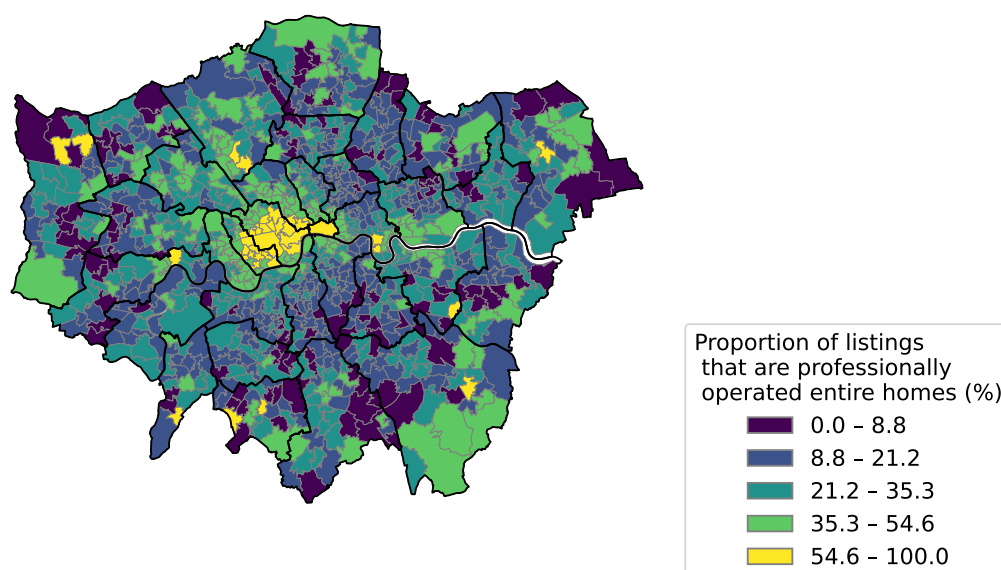 Proportion of listings
that are professionally
operated entire homes (%)
0.0 – 8.8
8.8 – 21.2
21.2 – 35.3
35.3 – 54.6
54.6 – 100.0